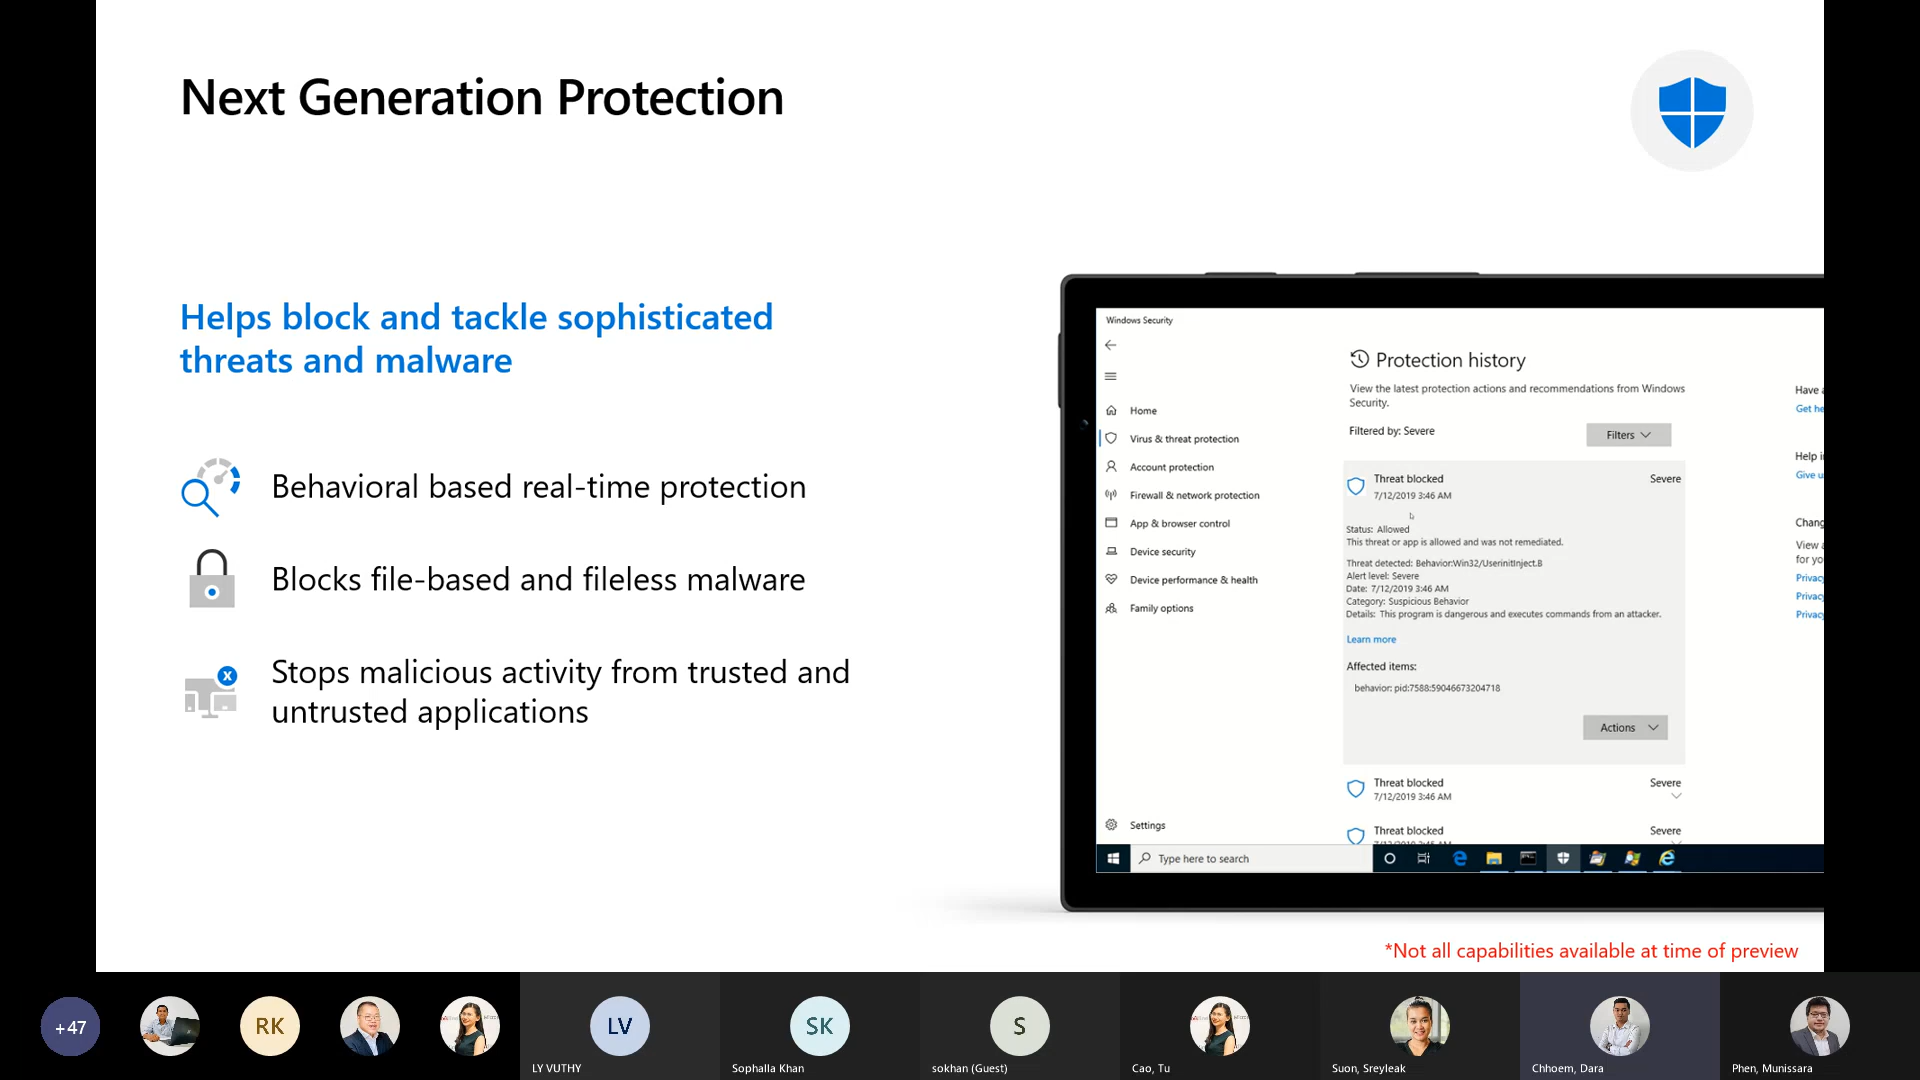 Next Generation Protection
Helps block and tackle sophisticated
threats and malware
Behavioral based real-time protection
Blocks file-based and fileless malware
Stops malicious activity from trusted and
untrusted applications
Windows Security
Home
Virus & threat protection
Account protection
Firewall & network protection
App & browser control
Device security
Device performance & health
Family options
Settings
Protection history
View the latest protection actions and recommendations from Windows
Security.
Filtered by: Severe
Filters
Threat blocked Severe
7/12/2019 3:46 AM
Status: Allowed
This threat or app is allowed and was not remediated.
Threat detected: Behavior:Win32/UserinitInject.B
Alert level: Severe
Date: 7/12/2019 3:46 AM
Category: Suspicious Behavior
Details: This program is dangerous and executes commands from an attacker.
Learn more
Affected items:
behavior: pid:7588:59046673204718
Actions
Threat blocked Severe
7/12/2019 3:46 AM
Threat blocked Severe
Have
Get
Help
Give
View
for
Type here to search
*Not all capabilities available at time of preview
+47
RK
LV
SK
S
LY VUTHY
Sophalla Khan
sokhan (Guest)
Cao, Tu
Suon, Sreyleak
Chhoem, Dara
Phen, Munissara